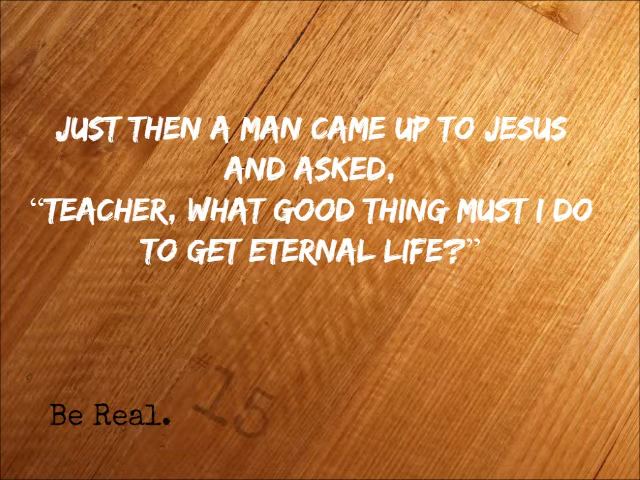 JUST THEN A MAN CAME UP TO JESUS
AND ASKED,
“TEACHER, WHAT GOOD THING MUST I DO
TO GET ETERNAL LIFE?”
Be Real. 15